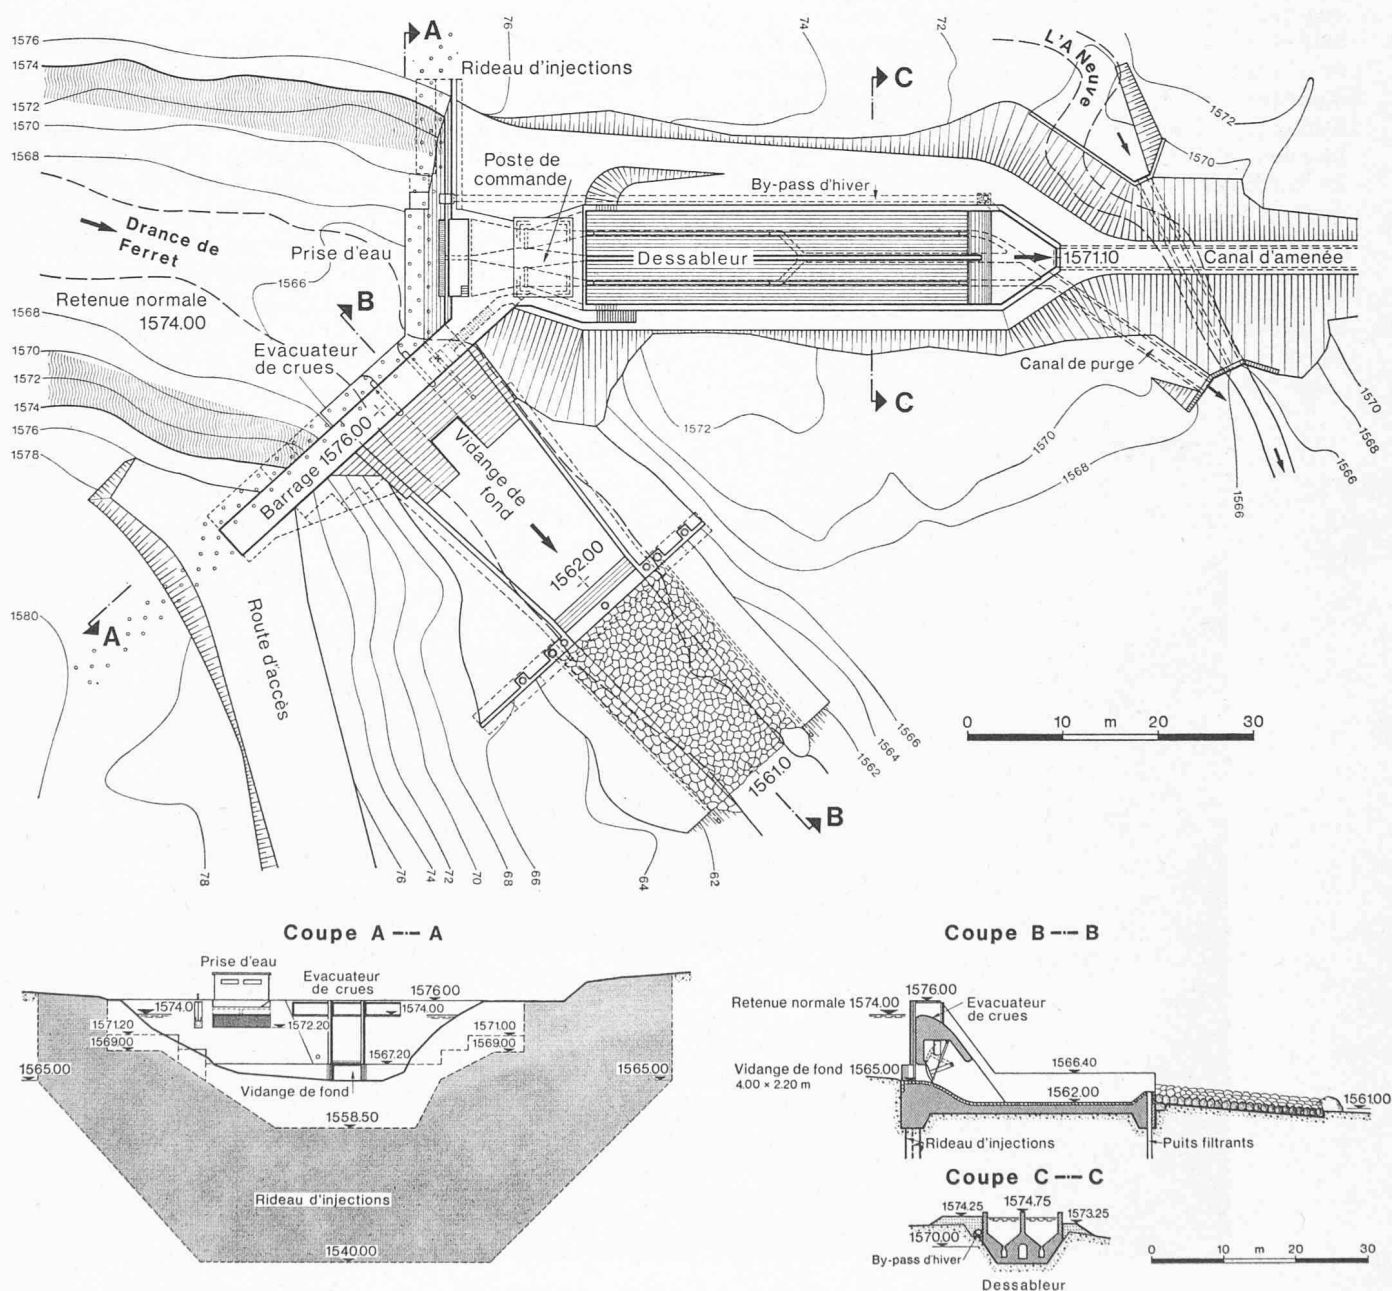 A
76
74
72
1576
1574
1572
1570
1568
Rideau d'injections
C
L'A Neuve
1572
1570
Poste de
commande
By-pass d'hiver
Drance de
Ferret
Prise d'eau
Dessableur
1571.10
Canal d'amenée
1566
B
Retenue normale
1574.00
1568
1570
1572
1574
1576
1578
Evacuateur
de crues
Canal de purge
C
1572
1570
1568
1570
1568
1566
1566
Barrage 1576.00
Vidange de
fond
1562.00
1580
A
Route d'accès
1561.0
1566
1564
1562
B
0 10 m 20 30
78
76
74
72
70
68
66
64
62
Coupe A—·—A
Prise d'eau
Evacuateur
de crues
1576.00
1574.0
1574.00
1572.20
1571.20
1569.00
1571.00
1569.00
1567.20
1565.00
1565.00
Vidange de fond
1558.50
Rideau d'injections
1540.00
Coupe B—·—B
Retenue normale 1574.00
1576.00
Evacuateur
de crues
Vidange de fond 1565.00
4.00 × 2.20 m
1566.40
1562.00
1561.00
Rideau d'injections
Puits filtrants
Coupe C—·—C
1574.25
1574.75
1573.25
1570.00
By-pass d'hiver
Dessableur
0 10 m 20 30